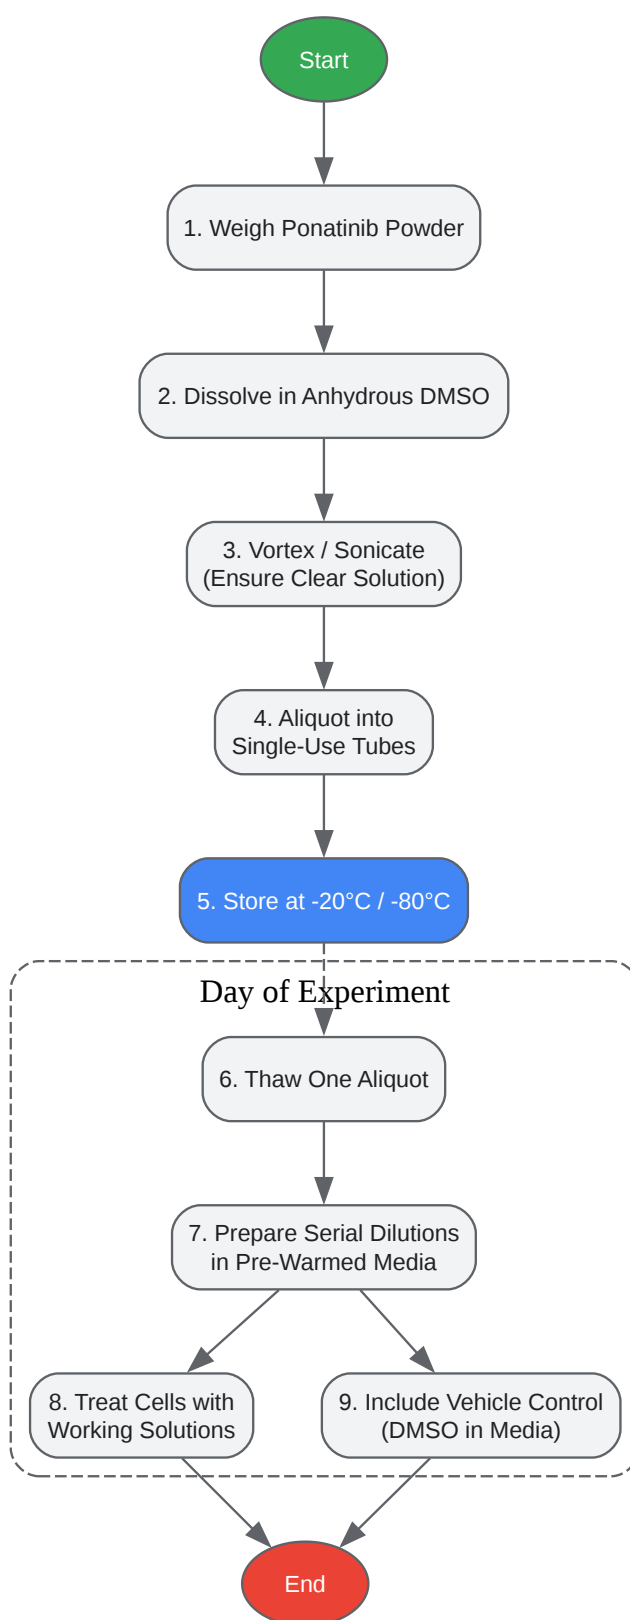 Start
1. Weigh Ponatinib Powder
2. Dissolve in Anhydrous DMSO
3. Vortex / Sonicate
(Ensure Clear Solution)
4. Aliquot into
Single-Use Tubes
5. Store at -20°C / -80°C
Day of Experiment
6. Thaw One Aliquot
7. Prepare Serial Dilutions
in Pre-Warmed Media
8. Treat Cells with
Working Solutions
9. Include Vehicle Control
(DMSO in Media)
End